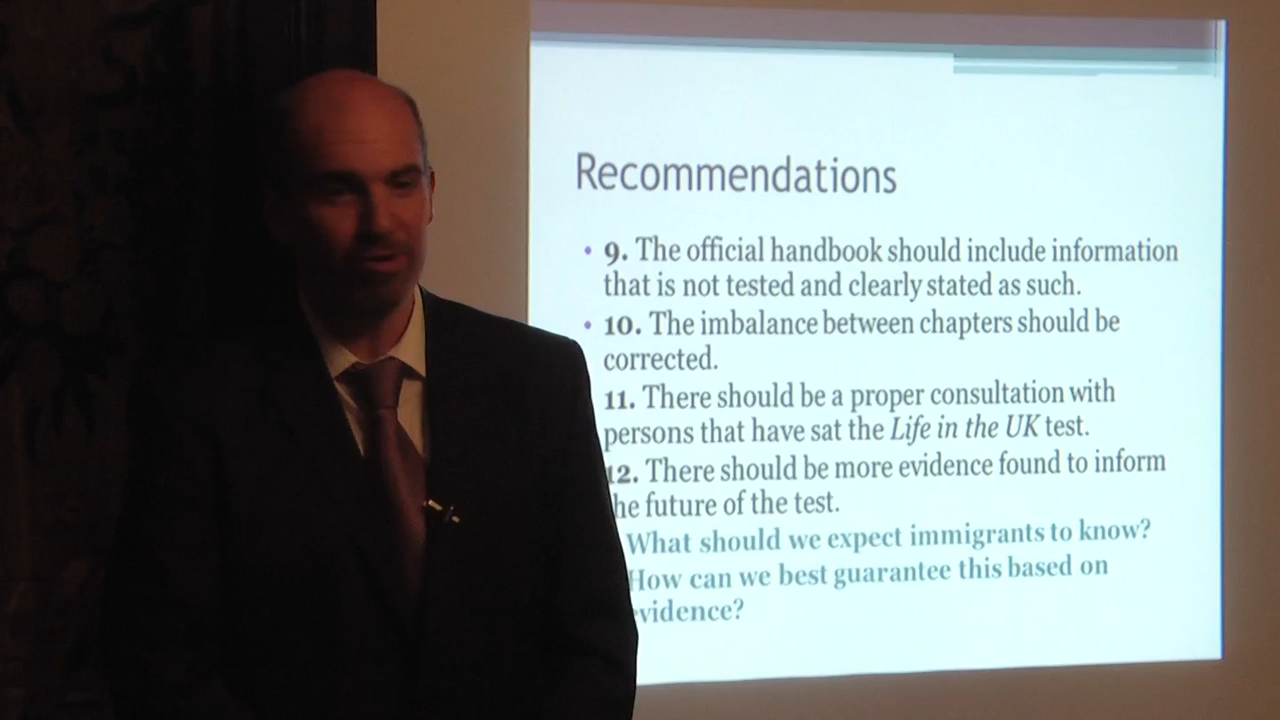 Recommendations
• 9. The official handbook should include information
that is not tested and clearly stated as such.
• 10. The imbalance between chapters should be
corrected.
11. There should be a proper consultation with
persons that have sat the Life in the UK test.
12. There should be more evidence found to inform
he future of the test.
What should we expect immigrants to know?
How can we best guarantee this based on
vidence?